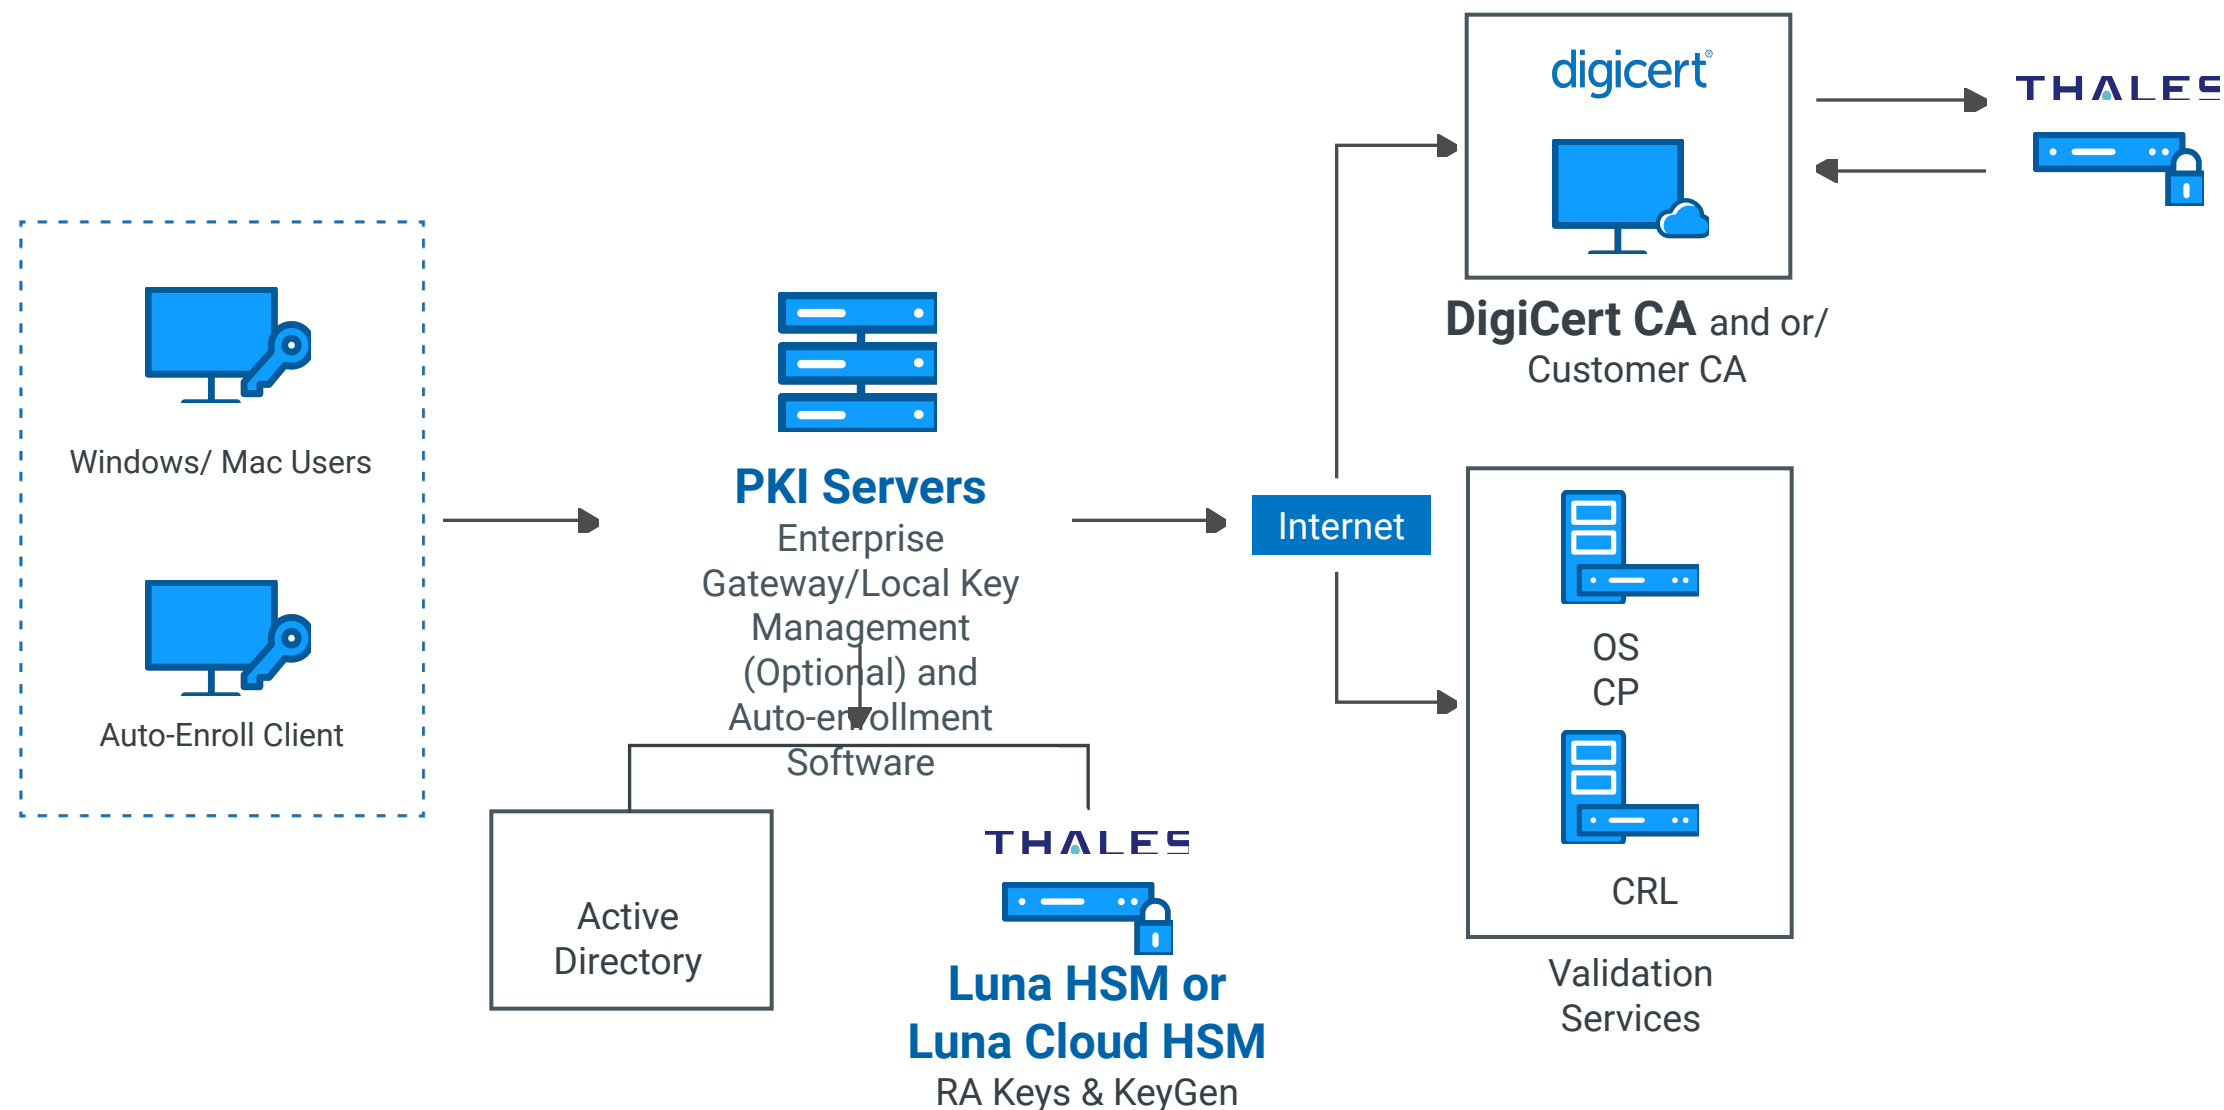 digicert®
THALES
DigiCert CA and or/
Customer CA
Windows/ Mac Users
Auto-Enroll Client
PKI Servers
Enterprise
Gateway/Local Key
Management
(Optional) and
Auto-enrollment
Software
Internet
OS
CP
CRL
Validation
Services
Active
Directory
THALES
Luna HSM or
Luna Cloud HSM
RA Keys & KeyGen